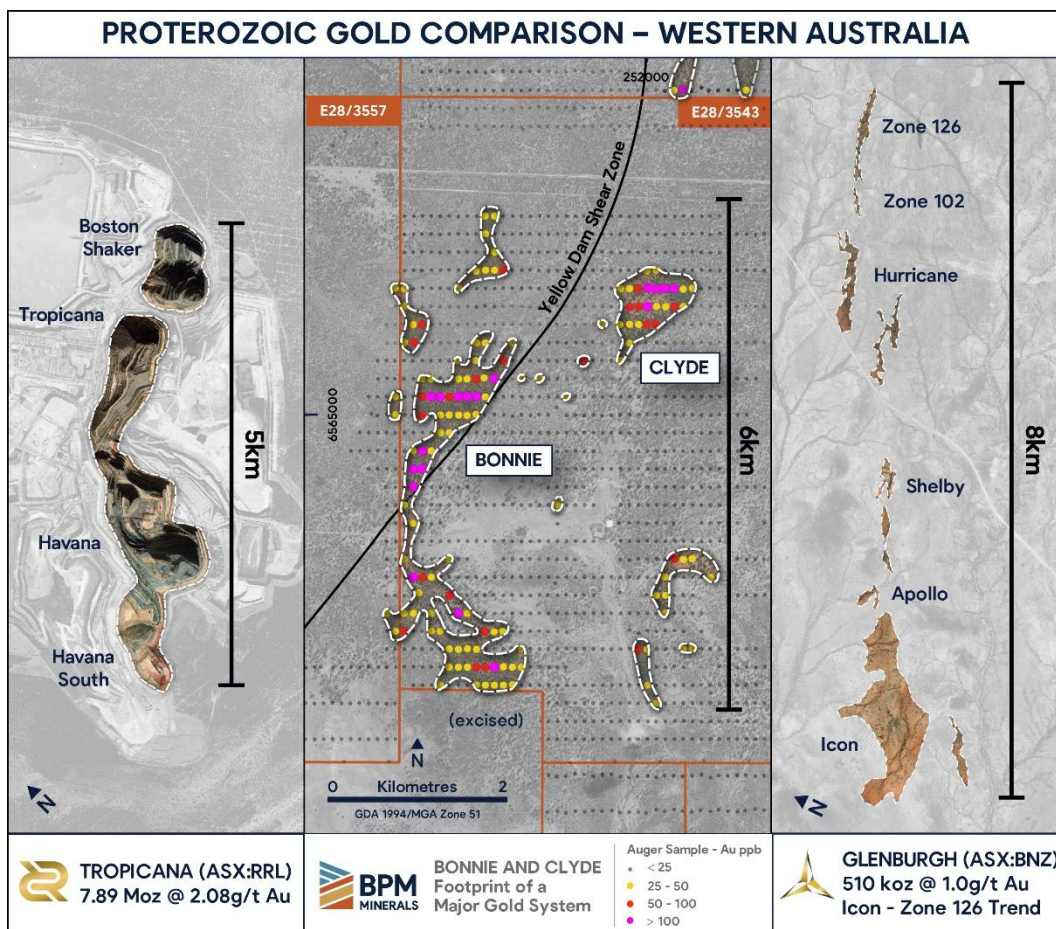 PROTEROZOIC GOLD COMPARISON – WESTERN AUSTRALIA
Boston
Shaker
Tropicana
Havana
Havana
South
5km
N
252000
E28/3557
E28/3543
Yellow Dam Shear Zone
CLYDE
6565000
BONNIE
6km
(excised)
N
0 Kilometres 2
GDA 1994/MGA Zone 51
Zone 126
Zone 102
Hurricane
Shelby
Apollo
Icon
8km
N
TROPICANA (ASX:RRL)
7.89 Moz @ 2.08g/t Au
BPM
MINERALS
BONNIE AND CLYDE
Footprint of a
Major Gold System
Auger Sample - Au ppb
< 25
25 - 50
50 - 100
> 100
GLENBURGH (ASX:BNZ)
510 koz @ 1.0g/t Au
Icon - Zone 126 Trend